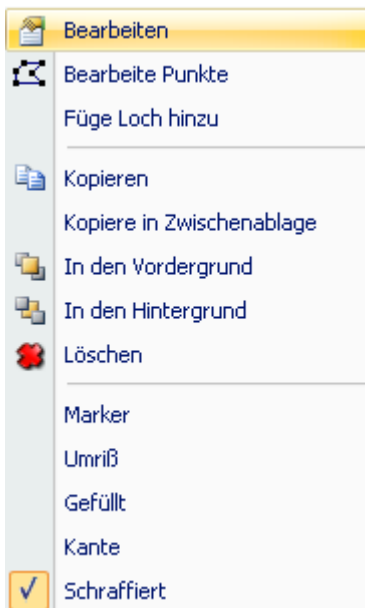 Bearbeiten
Bearbeite Punkte
Füge Loch hinzu
Kopieren
Kopiere in Zwischenablage
In den Vordergrund
In den Hintergrund
Löschen
Marker
Umriß
Gefüllt
Kante
Schraffiert